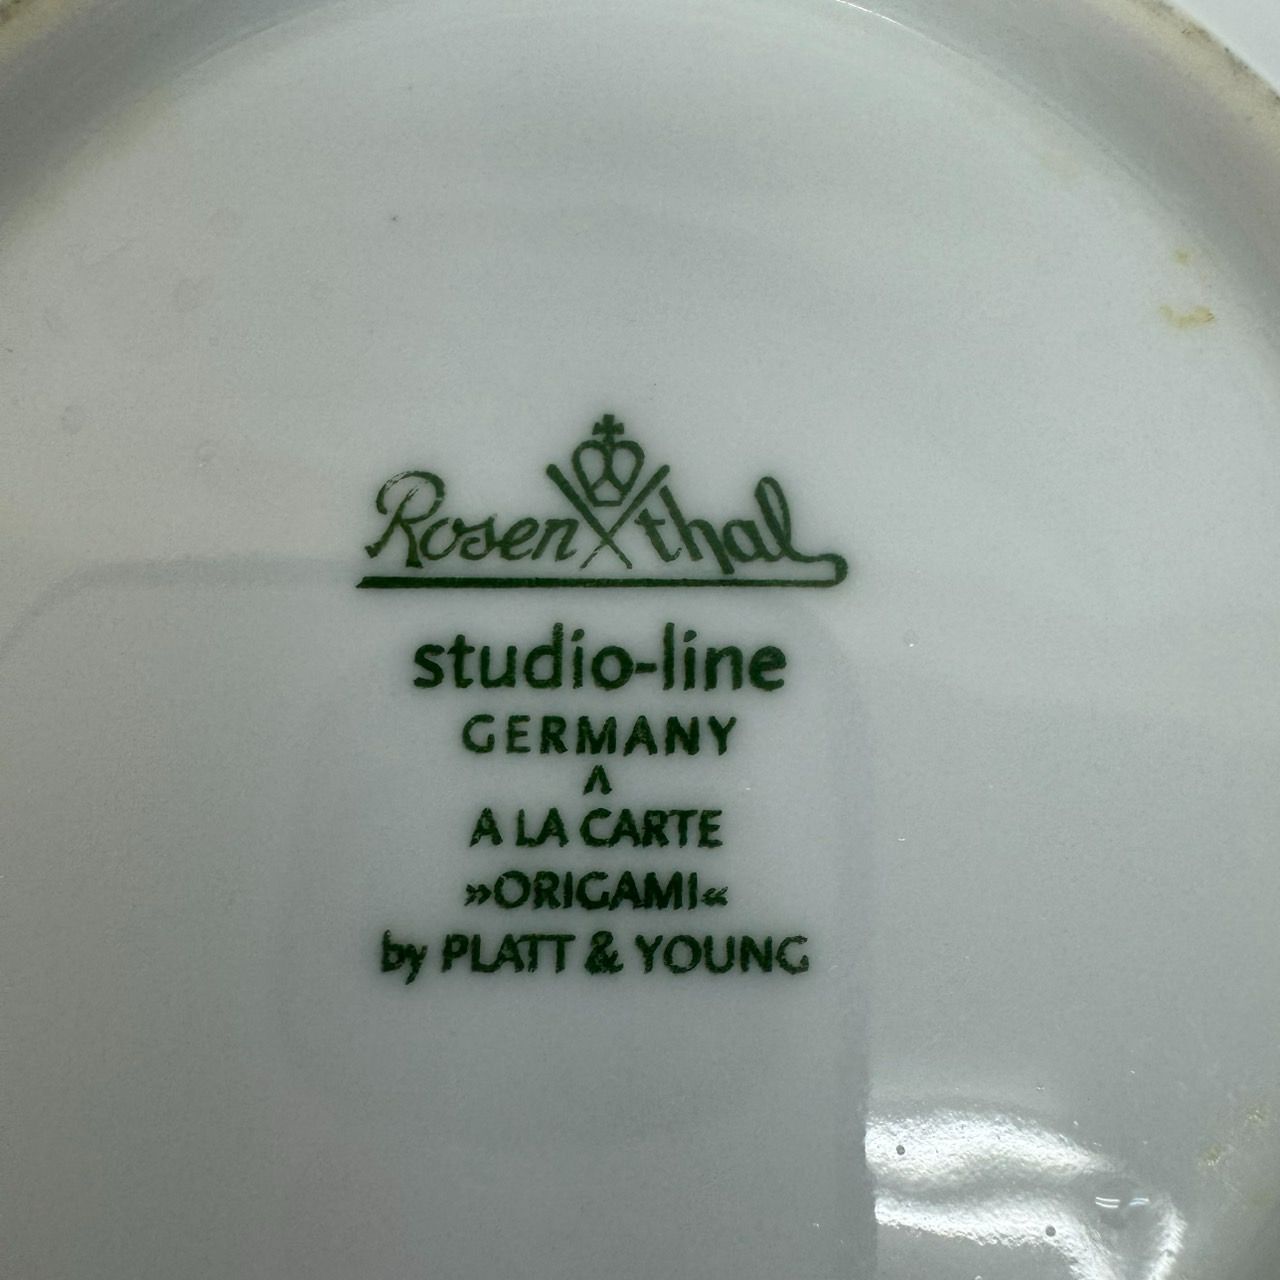 Rosenthal
studio-line
GERMANY
^
A LA CARTE
»ORIGAMI«
by PLATT & YOUNG